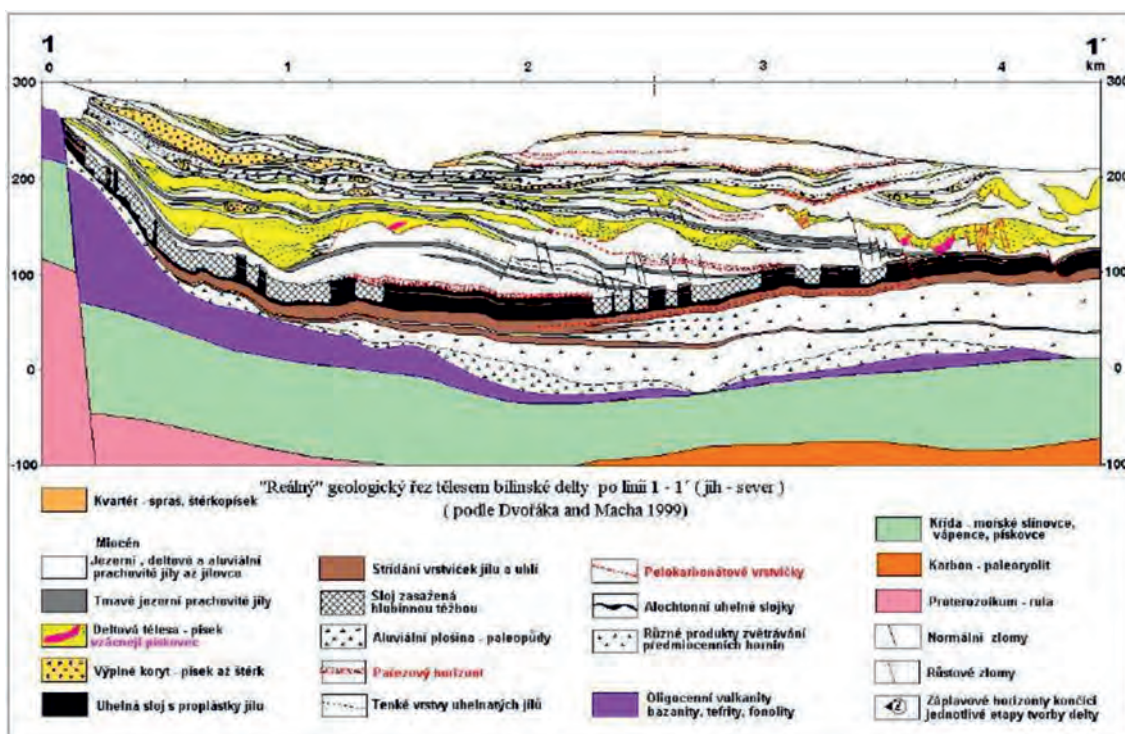 1
1´
0
1
2
3
4
km
300
300
200
200
100
100
0
0
-100
-100
"Reálný" geologický řez tělesem bílinské delty po linii 1 - 1´ ( jih - sever )
( podle Dvořáka and Macha 1999)
Kvartér - spraš, štěrkopísek
Miocén
Jezerní , deltové a aluviální
prachovité jíly až jílovce
Tmavé jezerní prachovité jíly
Deltová tělesa - písek
vzácněji pískovec
Výplně koryt - písek až štěrk
Uhelná sloj s proplástky jílu
Střídání vrstviček jílu a uhlí
Sloj zasažená
hlubinnou těžbou
Aluviální plošina - paleopůdy
Pařezový horizont
Tenké vrstvy uhelnatých jílů
Pelokarbonátové vrstvičky
Alochtonní uhelné slojky
Různé produkty zvětrávání
předmiocenních hornin
Oligocenní vulkanity
bazanity, tefrity, fonolity
Křída - mořské slínovce,
vápence, pískovce
Karbon - paleoryolit
Proterozoikum - rula
Normální zlomy
Růstové zlomy
2
Záplavové horizonty končící
jednotlivé etapy tvorby delty